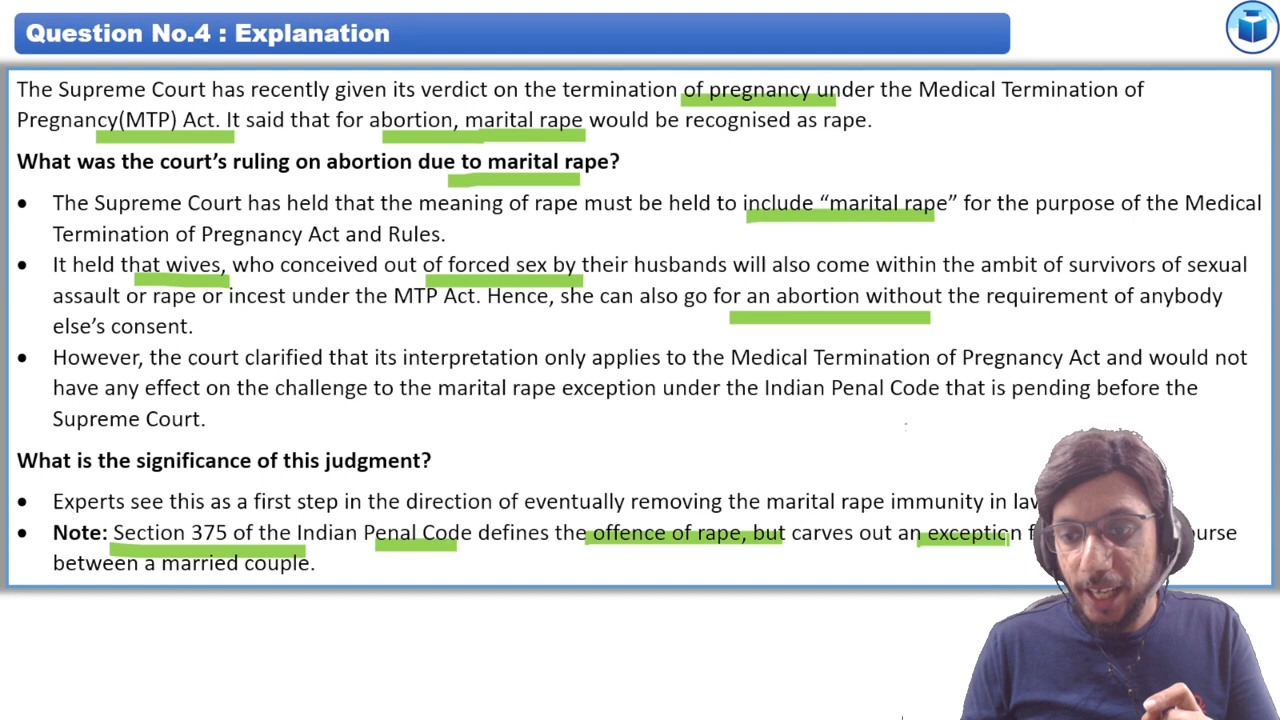 Question No.4 : Explanation
The Supreme Court has recently given its verdict on the termination of pregnancy under the Medical Termination of
Pregnancy(MTP) Act. It said that for abortion, marital rape would be recognised as rape.
What was the court’s ruling on abortion due to marital rape?
• The Supreme Court has held that the meaning of rape must be held to include “marital rape” for the purpose of the Medical
Termination of Pregnancy Act and Rules.
• It held that wives, who conceived out of forced sex by their husbands will also come within the ambit of survivors of sexual
assault or rape or incest under the MTP Act. Hence, she can also go for an abortion without the requirement of anybody
else’s consent.
• However, the court clarified that its interpretation only applies to the Medical Termination of Pregnancy Act and would not
have any effect on the challenge to the marital rape exception under the Indian Penal Code that is pending before the
Supreme Court.
What is the significance of this judgment?
• Experts see this as a first step in the direction of eventually removing the marital rape immunity in
• Note: Section 375 of the Indian Penal Code defines the offence of rape, but carves out an exception
between a married couple.